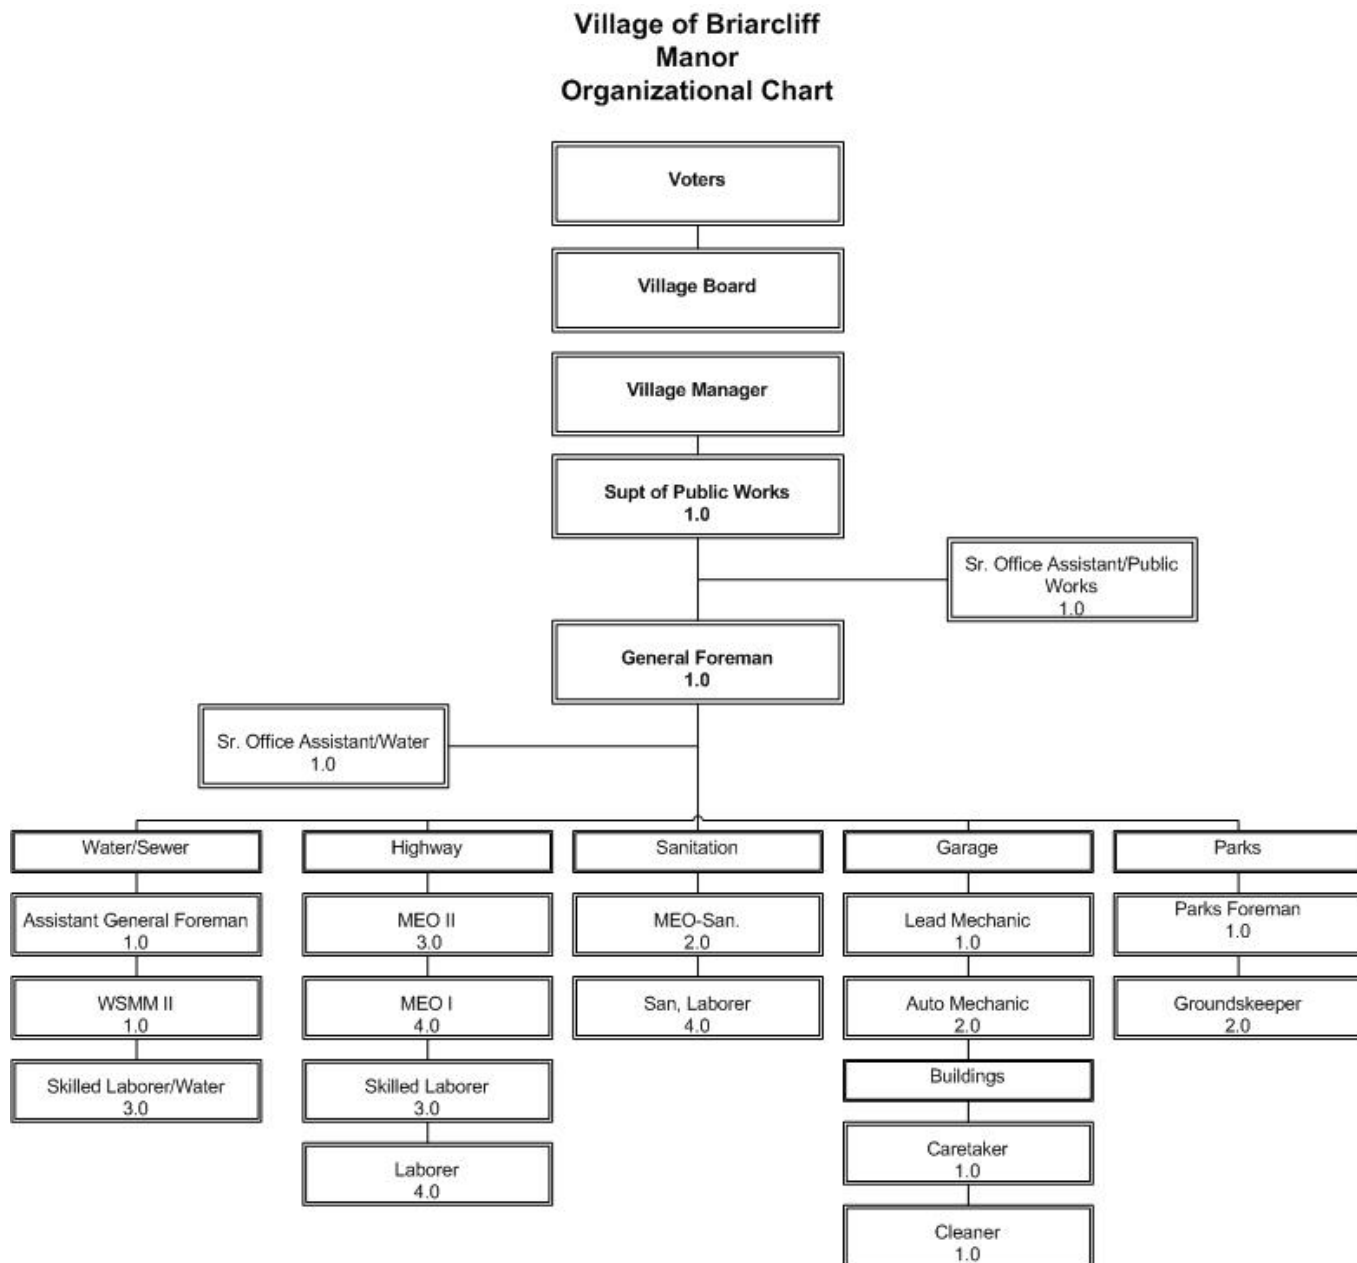 Village of Briarcliff
Manor
Organizational Chart
Voters
Village Board
Village Manager
Supt of Public Works
1.0
Sr. Office Assistant/Public
Works
1.0
General Foreman
1.0
Sr. Office Assistant/Water
1.0
Water/Sewer
Assistant General Foreman
1.0
WSMM II
1.0
Skilled Laborer/Water
3.0
Highway
MEO II
3.0
MEO I
4.0
Skilled Laborer
3.0
Laborer
4.0
Sanitation
MEO-San.
2.0
San, Laborer
4.0
Garage
Lead Mechanic
1.0
Auto Mechanic
2.0
Buildings
Caretaker
1.0
Cleaner
1.0
Parks
Parks Foreman
1.0
Groundskeeper
2.0